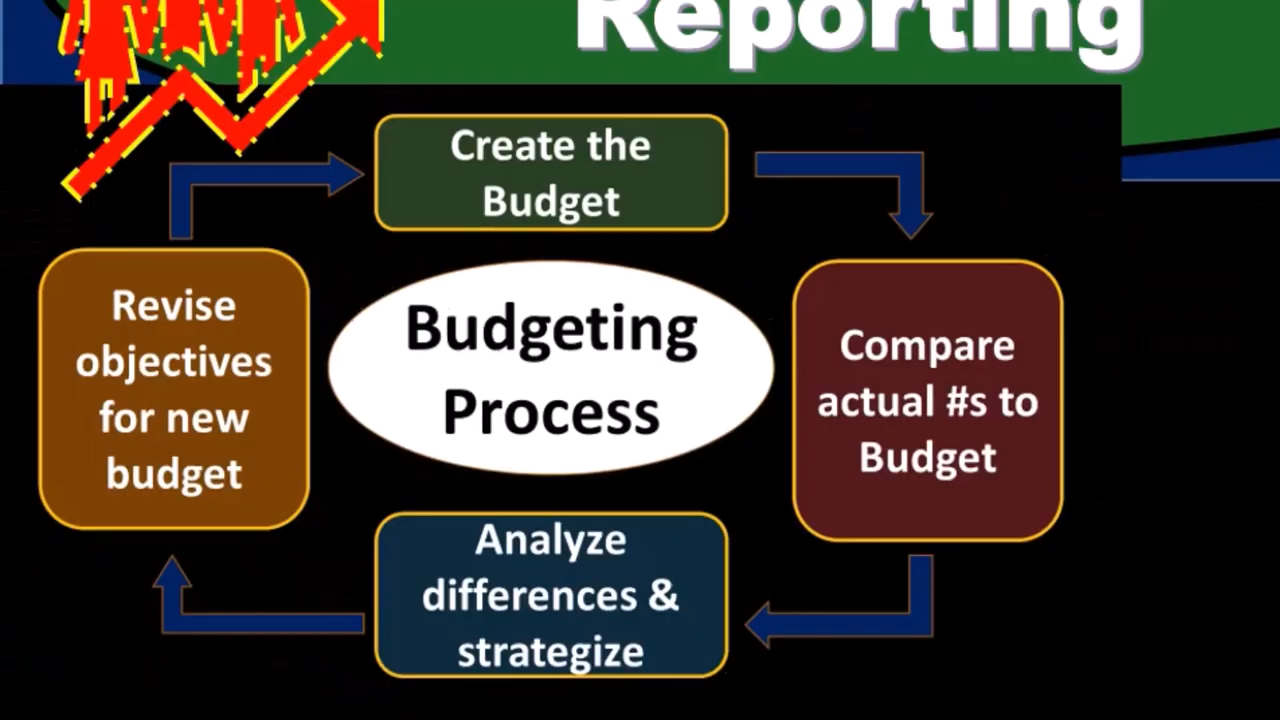 Reporting
Create the
Budget
Revise
objectives
for new
budget
Budgeting
Process
Compare
actual #s to
Budget
Analyze
differences &
strategize